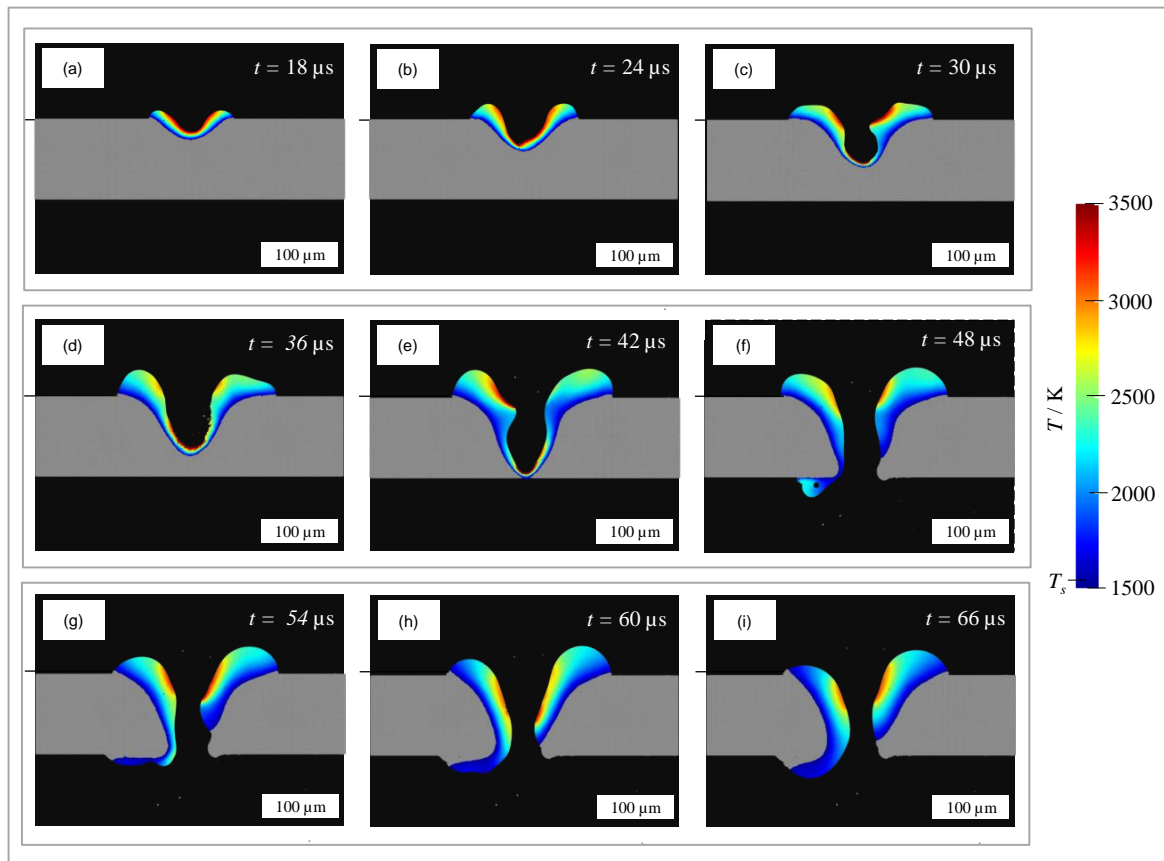 (a) t = 18 µs
100 µm
(b) t = 24 µs
100 µm
(c) t = 30 µs
100 µm
(d) t = 36 µs
100 µm
(e) t = 42 µs
100 µm
(f) t = 48 µs
100 µm
(g) t = 54 µs
100 µm
(h) t = 60 µs
100 µm
(i) t = 66 µs
100 µm
3500
3000
2500
2000
1500
T / K
Ts